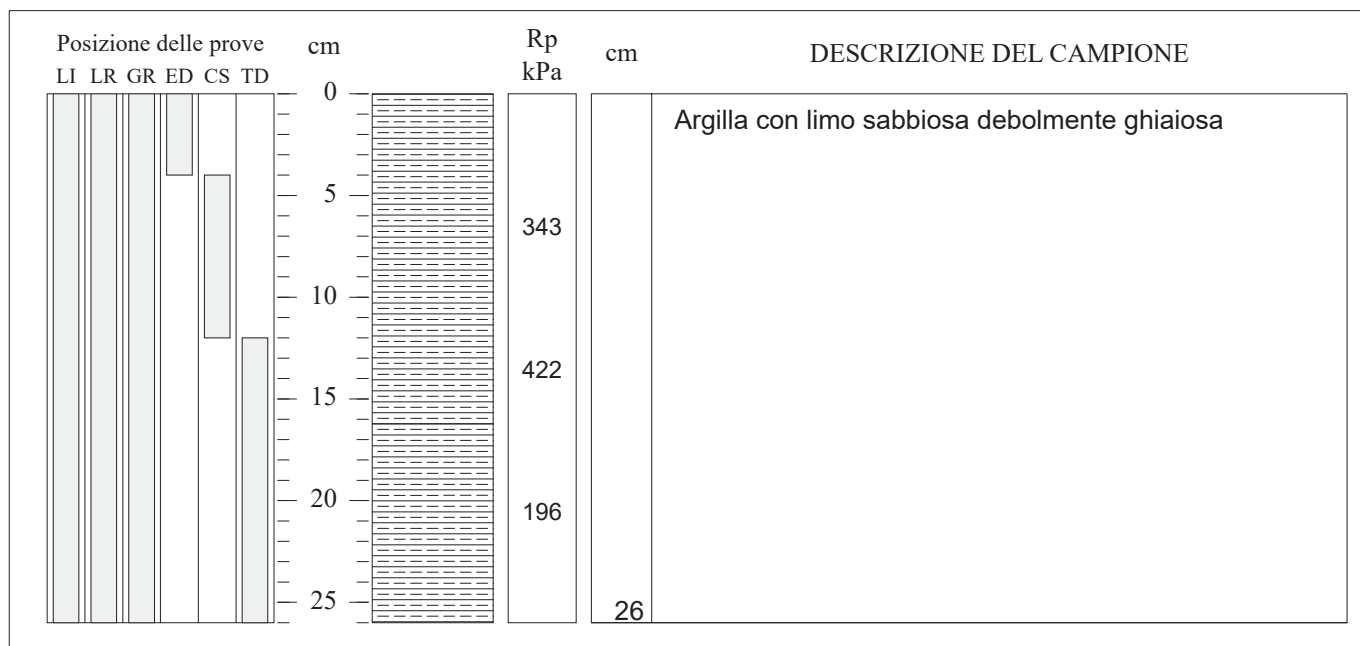 Posizione delle prove
cm
Rp
kPa
cm
DESCRIZIONE DEL CAMPIONE
LI LR GR ED CS TD
0
Argilla con limo sabbiosa debolmente ghiaiosa
5
343
10
422
15
20
196
25
26